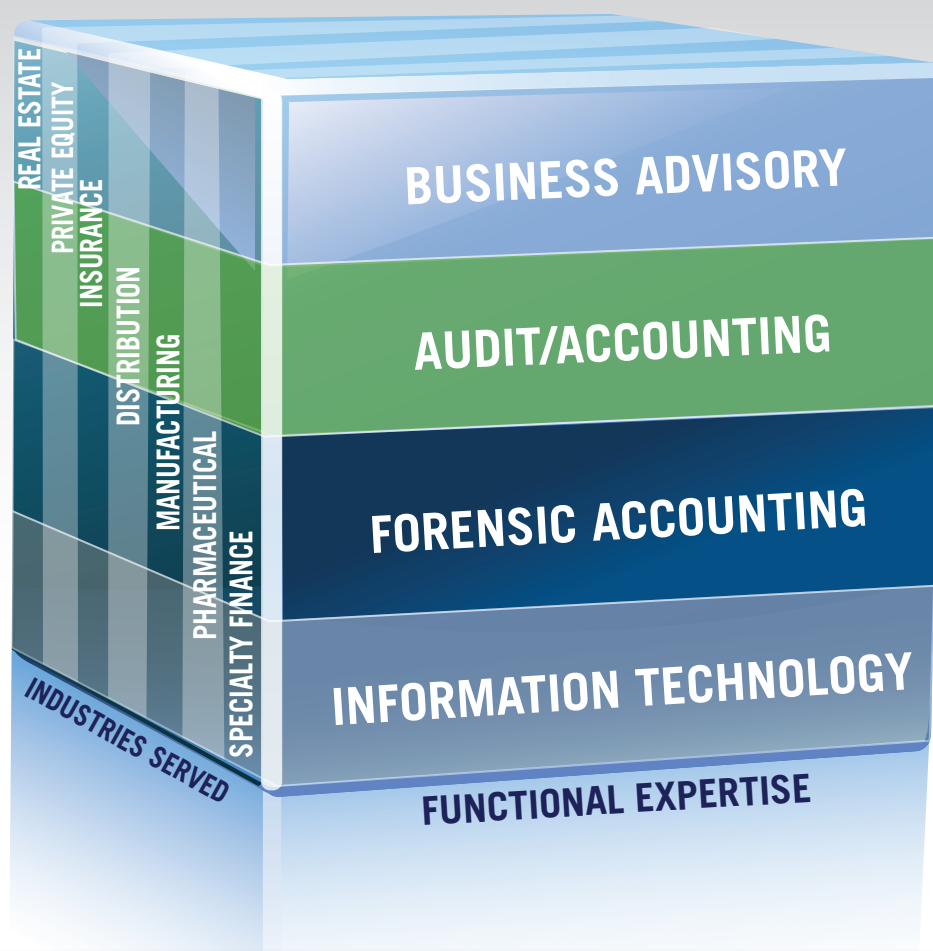 REAL ESTATE
PRIVATE EQUITY
INSURANCE
DISTRIBUTION
MANUFACTURING
PHARMACEUTICAL
SPECIALTY FINANCE
INDUSTRIES SERVED
BUSINESS ADVISORY
AUDIT/ACCOUNTING
FORENSIC ACCOUNTING
INFORMATION TECHNOLOGY
FUNCTIONAL EXPERTISE